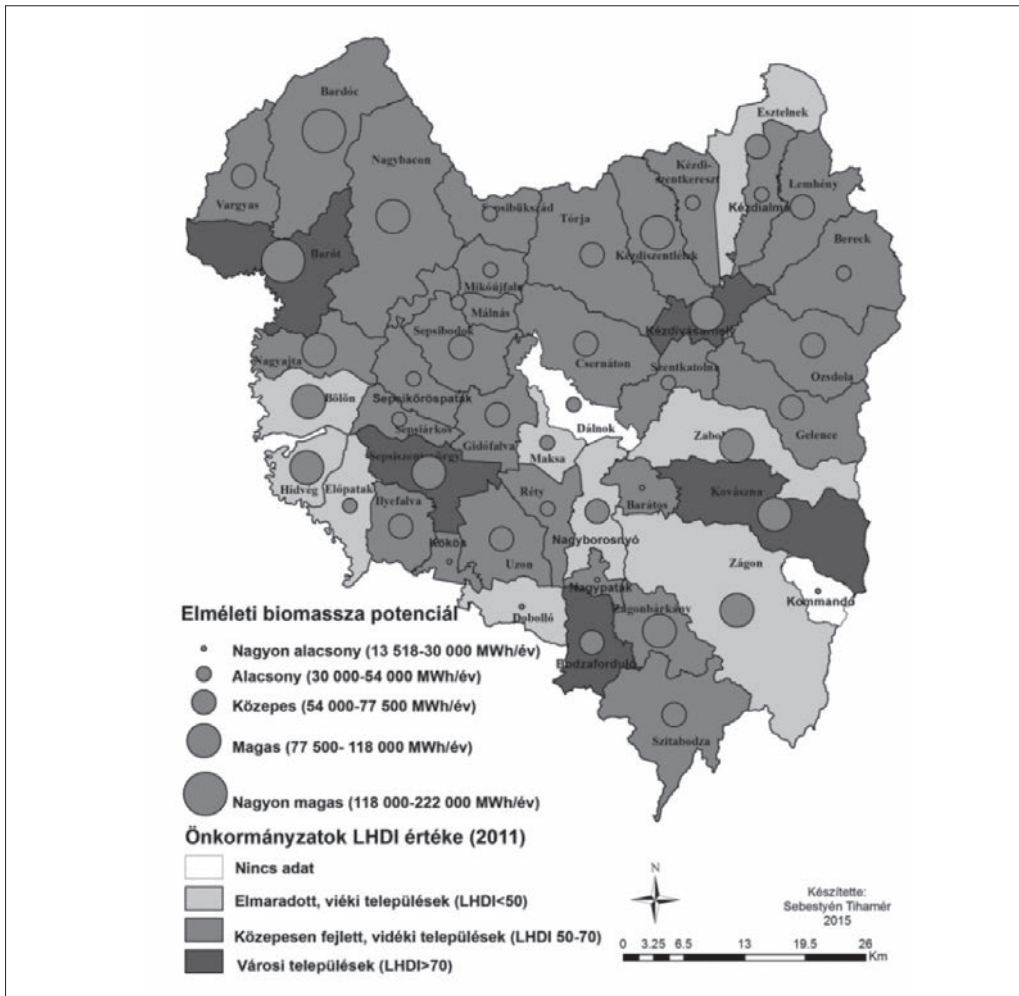 Bardóc
Esztelnek
Nagybacon
Kézdi-
szentkereszt
Lemhény
Vargyas
Sepsibükszád
Tórja
Kézdialmá
Bereck
Barót
Kézdiszentlélek
Mikóújfalu
Málnás
Kézdivásárhely
Sepsibodok
Nagyajta
Csernáton
Szentkatolna
Ozsdola
Bölön
Sepsikőröspatak
Sepsiárkos
Gidófalva
Dálnok
Gelence
Maksa
Sepsiszentgyörgy
Hídvég
Előpatak
Réty
Barátos
Kovászna
Ilyefalva
Kökös
Uzon
Nagyborosnyó
Zágon
Nagypatak
Kommandó
Dobolló
Zágonbárkány
Bodzaforduló
Szitabodza
Elméleti biomassza potenciál
Nagyon alacsony (13 518-30 000 MWh/év)
Alacsony (30 000-54 000 MWh/év)
Közepes (54 000-77 500 MWh/év)
Magas (77 500- 118 000 MWh/év)
Nagyon magas (118 000-222 000 MWh/év)
Önkormányzatok LHDI értéke (2011)
Nincs adat
Elmaradott, viéki települések (LHDI<50)
Közepesen fejlett, vidéki települések (LHDI 50-70)
Városi települések (LHDI>70)
N
Készítette:
Sebestyén Tihamér
2015
0 3.25 6.5 13 19.5 26
Km